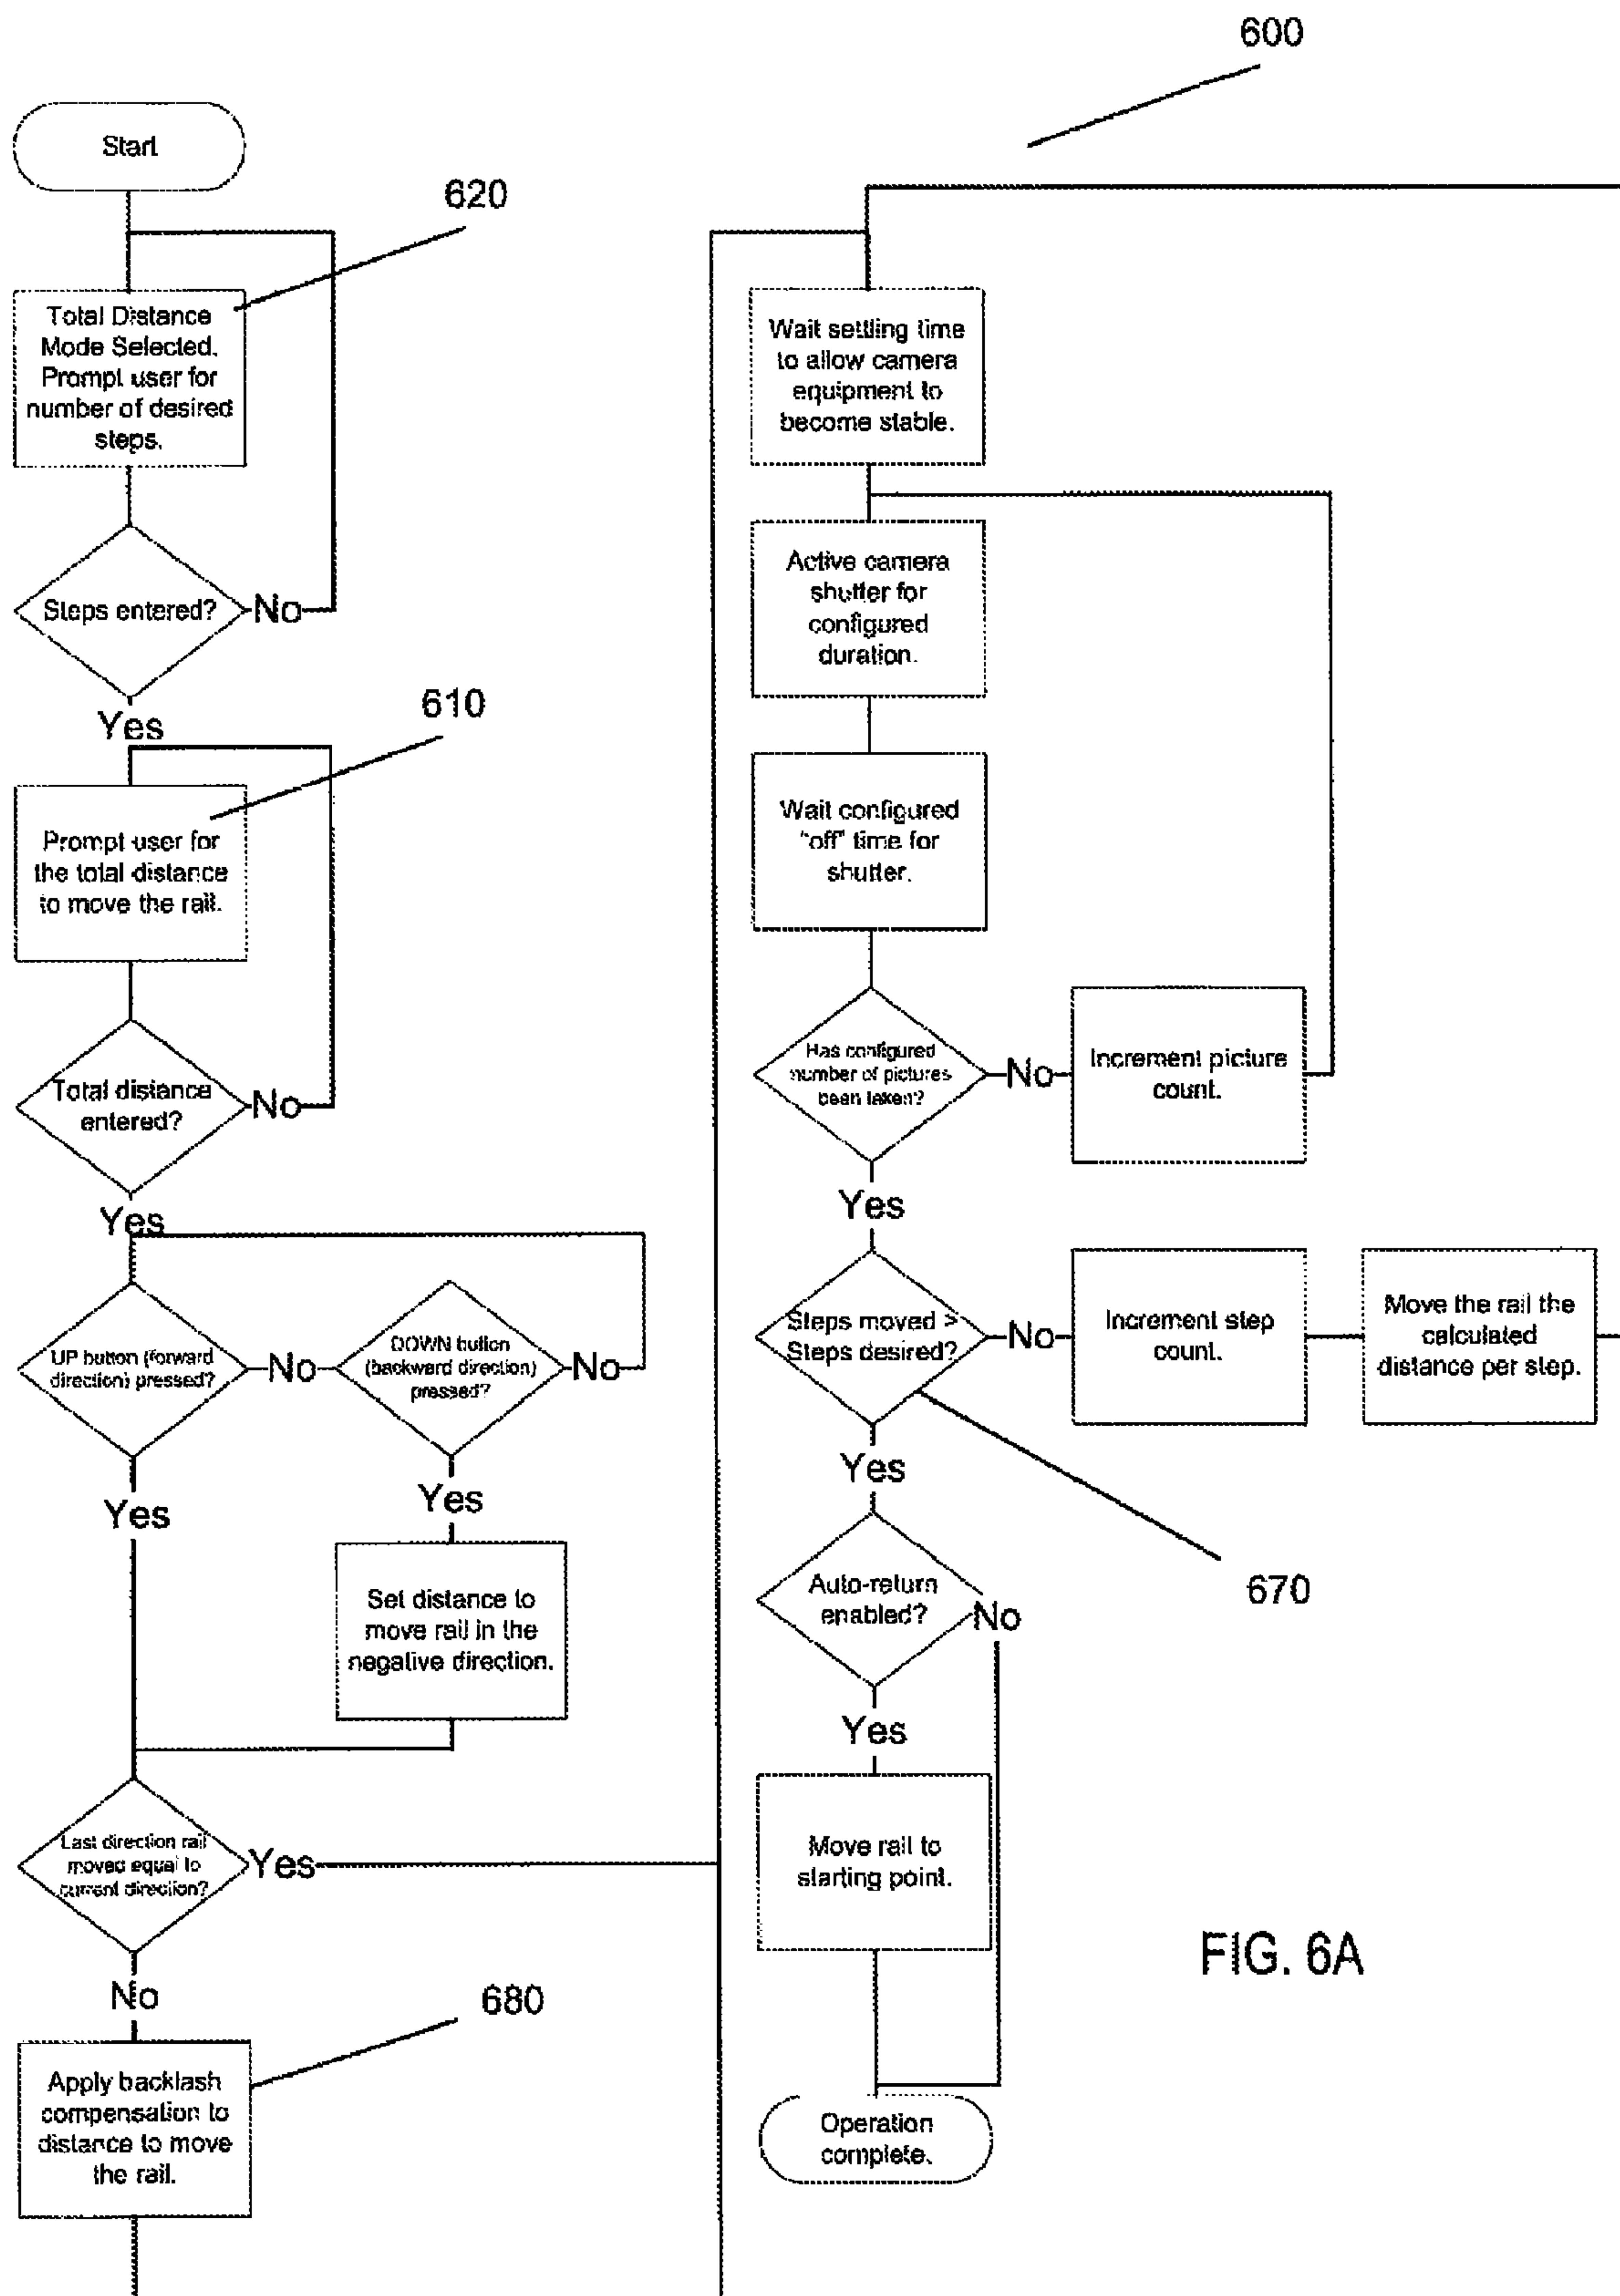 600
Start
620
Total Distance
Mode Selected.
Prompt user for
number of desired
steps.
Steps entered?
No
Yes
610
Prompt user for
the total distance
to move the rail.
Total distance
entered?
No
Yes
UP button (forward
direction) pressed?
No
DOWN button
(backward direction)
pressed?
No
Yes
Yes
Set distance to
move rail in the
negative direction.
Last direction rail
moved equal to
current direction?
Yes
No
680
Apply backlash
compensation to
distance to move
the rail.
Wait settling time
to allow camera
equipment to
become stable.
Active camera
shutter for
configured
duration.
Wait configured
"off" time for
shutter.
Has configured
number of pictures
been taken?
No
Increment picture
count.
Yes
Steps moved >
Steps desired?
No
Increment step
count.
Move the rail the
calculated
distance per step.
Yes
670
Auto-return
enabled?
No
Yes
Move rail to
starting point.
Operation
complete.
FIG. 6A